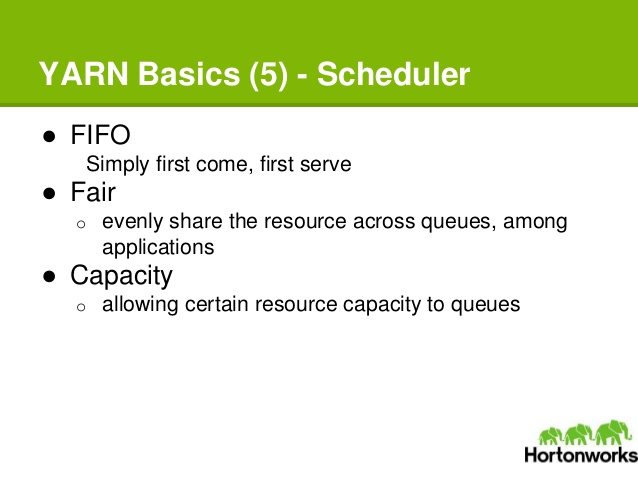 YARN Basics (5) - Scheduler
● FIFO
Simply first come, first serve
● Fair
○ evenly share the resource across queues, among
applications
● Capacity
○ allowing certain resource capacity to queues
Hortonworks